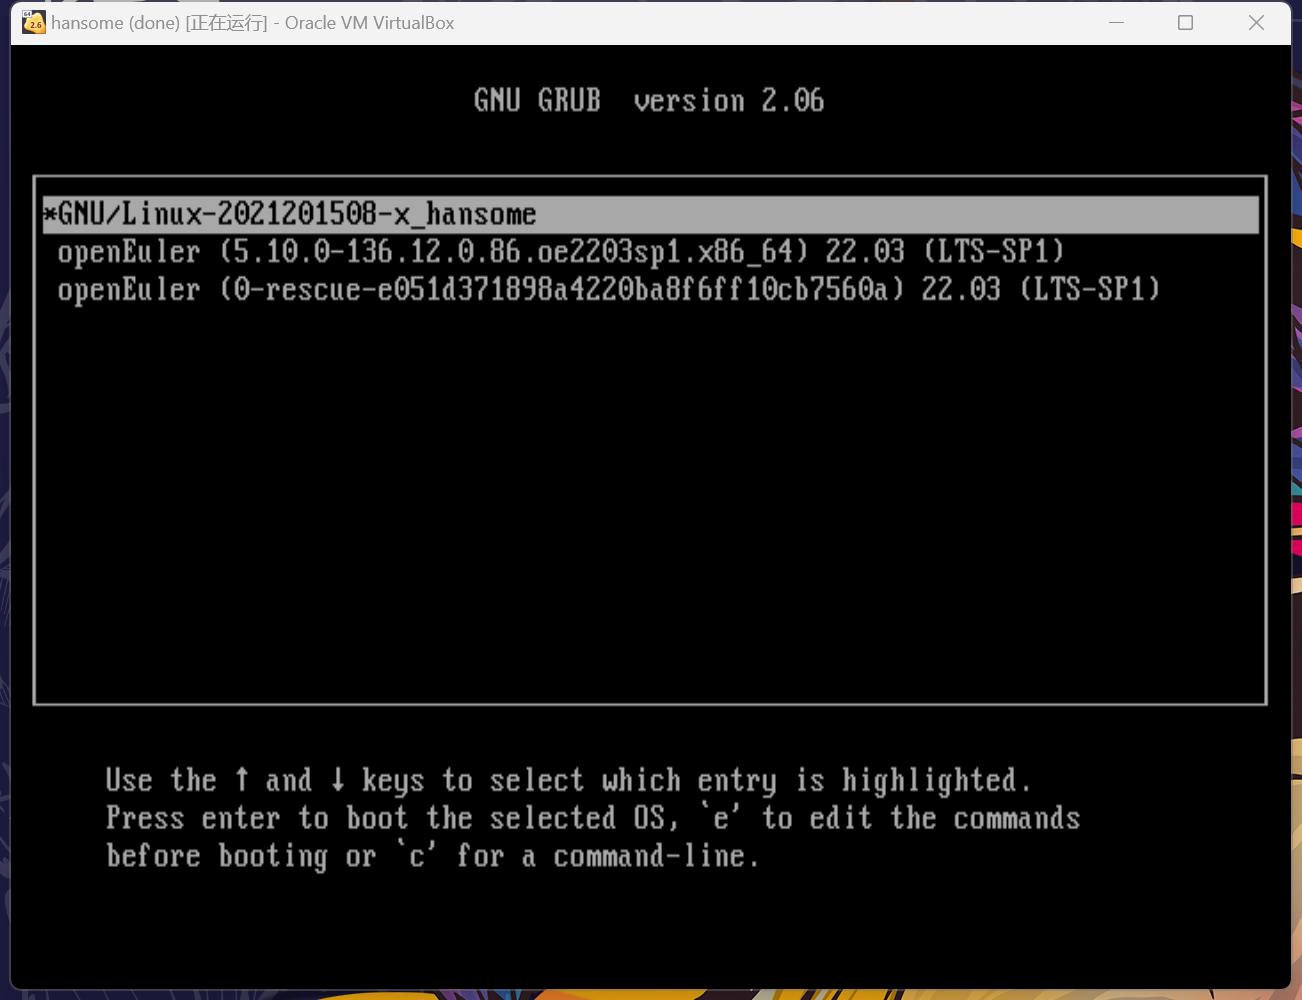 64
2.6
hansome (done) [正在运行] - Oracle VM VirtualBox
GNU GRUB  version 2.06
*GNU/Linux-2021201508-x_hansome
openEuler (5.10.0-136.12.0.86.oe2203sp1.x86_64) 22.03 (LTS-SP1)
openEuler (0-rescue-e051d371898a4220ba8f6ff10cb7560a) 22.03 (LTS-SP1)
Use the ↑ and ↓ keys to select which entry is highlighted.
Press enter to boot the selected OS, `e' to edit the commands
before booting or `c' for a command-line.